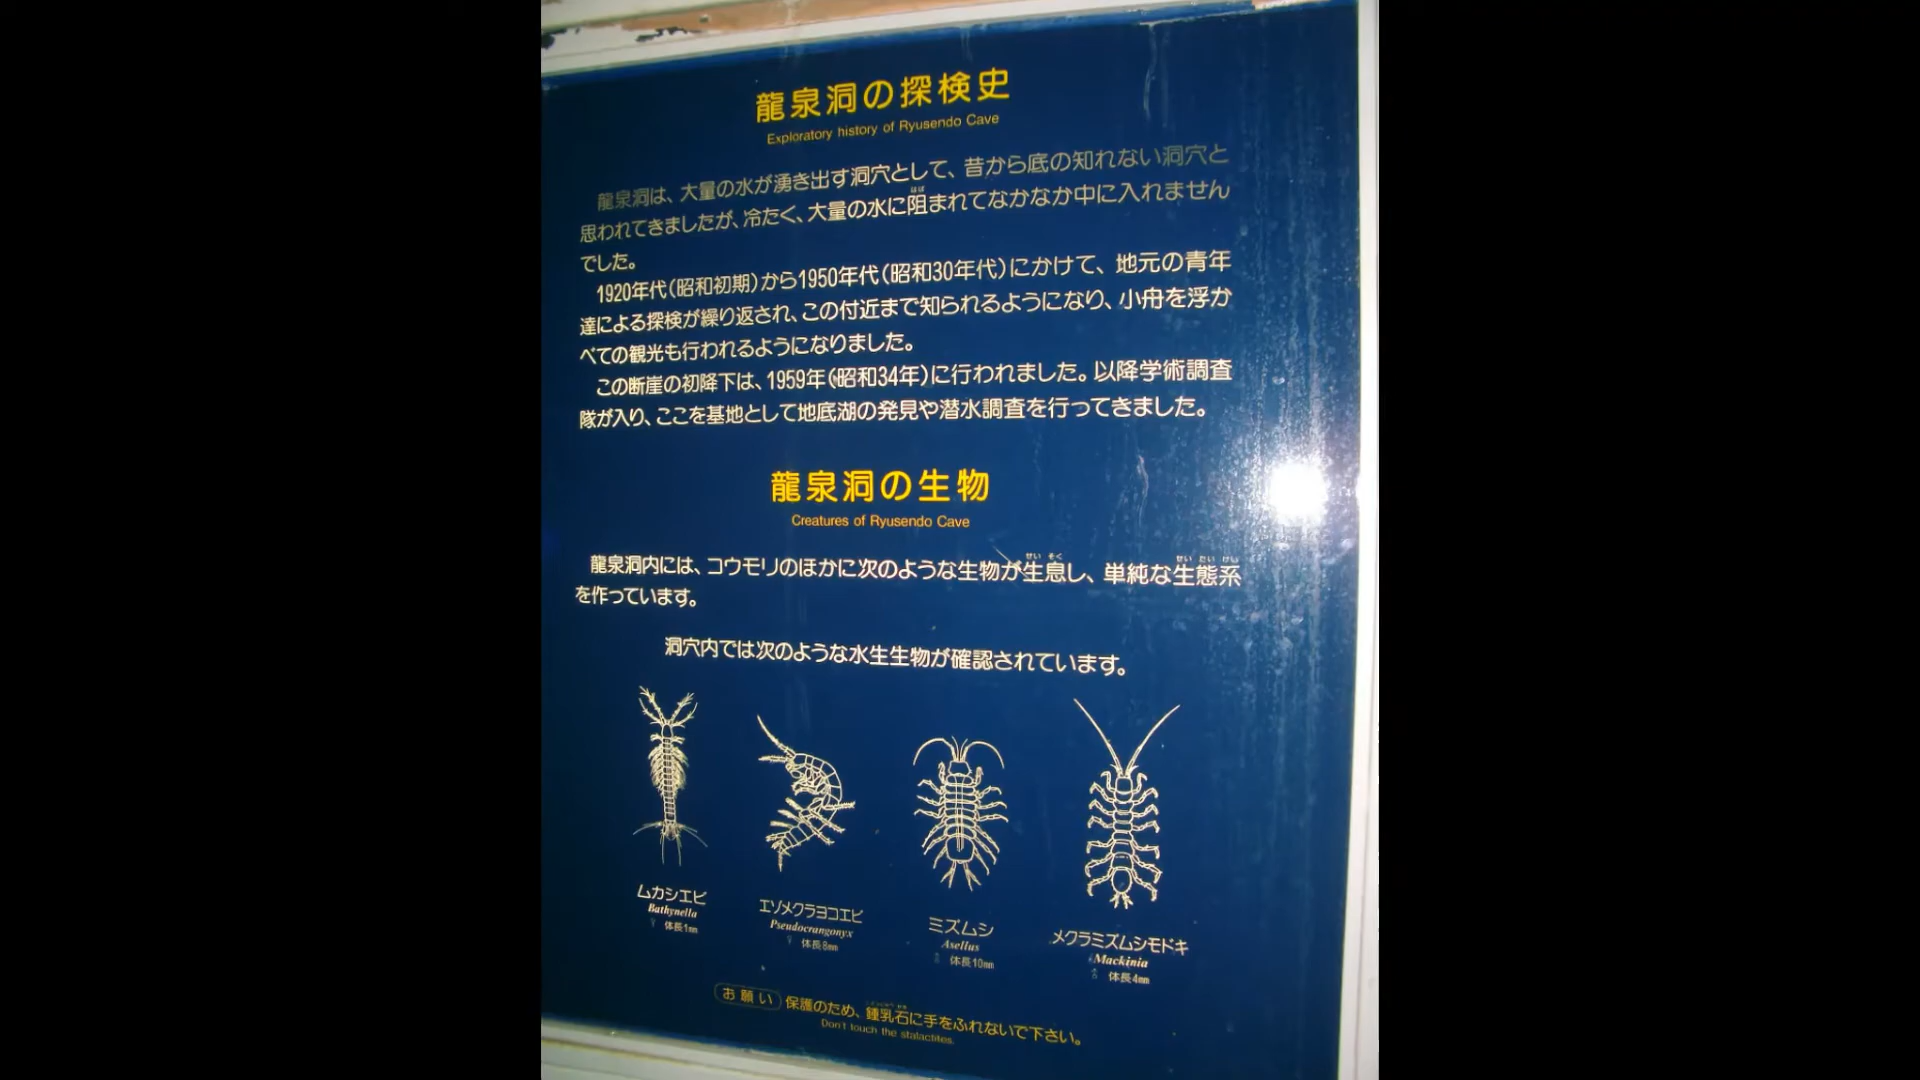 龍泉洞の探検史
Exploratory history of Ryusendo Cave
龍泉洞は、大量の水が湧き出す洞穴として、昔から底の知れない洞穴と
思われてきましたが、冷たく、大量の水に阻まれてなかなか中に入れません
でした。
1920年代(昭和初期)から1950年代(昭和30年代)にかけて、地元の青年
達による探検が繰り返され、この付近まで知られるようになり、小舟を浮か
べての観光も行われるようになりました。
この断崖の初降下は、1959年(昭和34年)に行われました。以降学術調査
隊が入り、ここを基地として地底湖の発見や潜水調査を行ってきました。
龍泉洞の生物
Creatures of Ryusendo Cave
龍泉洞内には、コウモリのほかに次のような生物が生息し、単純な生態系
を作っています。
洞穴内では次のような水生生物が確認されています。
ムカシエビ
Bathynella
♀ 体長1mm
エゾメクラヨコエビ
Pseudocrangonyx
♀ 体長8mm
ミズムシ
Asellus
体長10mm
メクラミズムシモドキ
Mackinia
体長4mm
お願い 保護のため、鍾乳石に手をふれないで下さい。
Don't touch the stalactites.